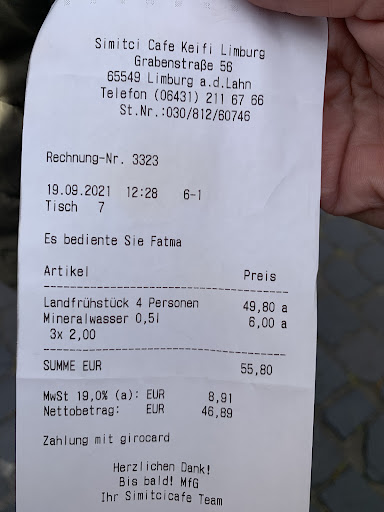 Simitci Cafe Keifi Limburg
Grabenstraße 56
65549 Limburg a.d.Lahn
Telefon (06431) 211 67 66
St.Nr.:030/812/60746
Rechnung-Nr. 3323
19.09.2021 12:28 6-1
Tisch 7
Es bediente Sie Fatma
Artikel Preis
Landfrühstück 4 Personen 49,80 a
Mineralwasser 0,5l 6,00 a
3x 2,00
SUMME EUR 55,80
MwSt 19,0% (a): EUR 8,91
Nettobetrag: EUR 46,89
Zahlung mit girocard
Herzlichen Dank!
Bis bald! MfG
Ihr Simitcicafe Team